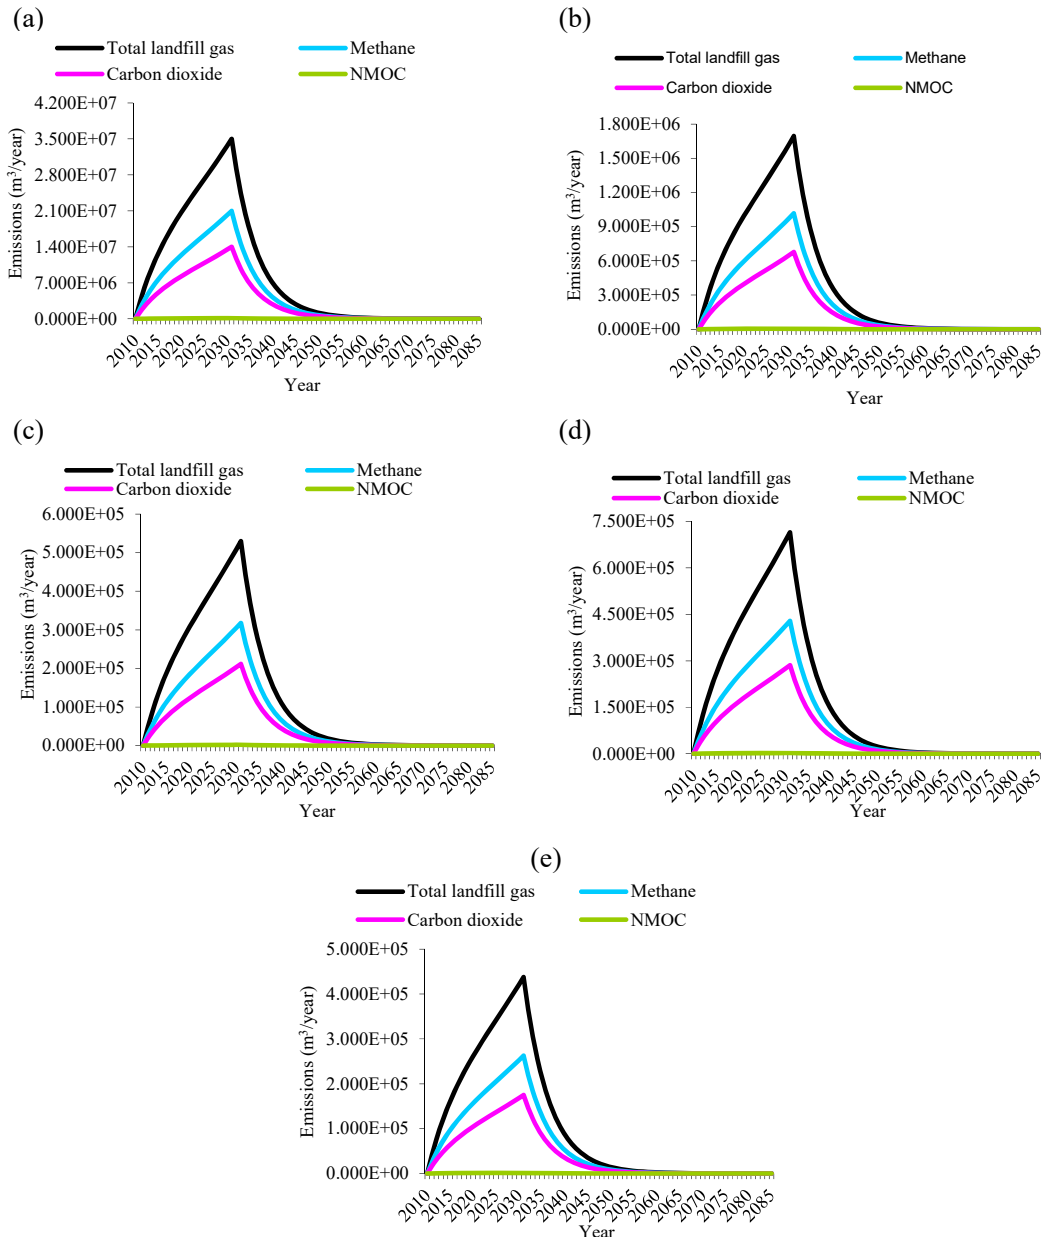 (a)
Total landfill gas Methane
Carbon dioxide NMOC
4.200E+07
3.500E+07
2.800E+07
2.100E+07
1.400E+07
7.000E+06
0.000E+00
Emissions (m³/year)
2010 2015 2020 2025 2030 2035 2040 2045 2050 2055 2060 2065 2070 2075 2080 2085
Year
(b)
Total landfill gas Methane
Carbon dioxide NMOC
1.800E+06
1.500E+06
1.200E+06
9.000E+05
6.000E+05
3.000E+05
0.000E+00
Emissions (m³/year)
2010 2015 2020 2025 2030 2035 2040 2045 2050 2055 2060 2065 2070 2075 2080 2085
Year
(c)
Total landfill gas Methane
Carbon dioxide NMOC
6.000E+05
5.000E+05
4.000E+05
3.000E+05
2.000E+05
1.000E+05
0.000E+00
Emissions (m³/year)
2010 2015 2020 2025 2030 2035 2040 2045 2050 2055 2060 2065 2070 2075 2080 2085
Year
(d)
Total landfill gas Methane
Carbon dioxide NMOC
7.500E+05
6.000E+05
4.500E+05
3.000E+05
1.500E+05
0.000E+00
Emissions (m³/year)
2010 2015 2020 2025 2030 2035 2040 2045 2050 2055 2060 2065 2070 2075 2080 2085
Year
(e)
Total landfill gas Methane
Carbon dioxide NMOC
5.000E+05
4.000E+05
3.000E+05
2.000E+05
1.000E+05
0.000E+00
Emissions (m³/year)
2010 2015 2020 2025 2030 2035 2040 2045 2050 2055 2060 2065 2070 2075 2080 2085
Year